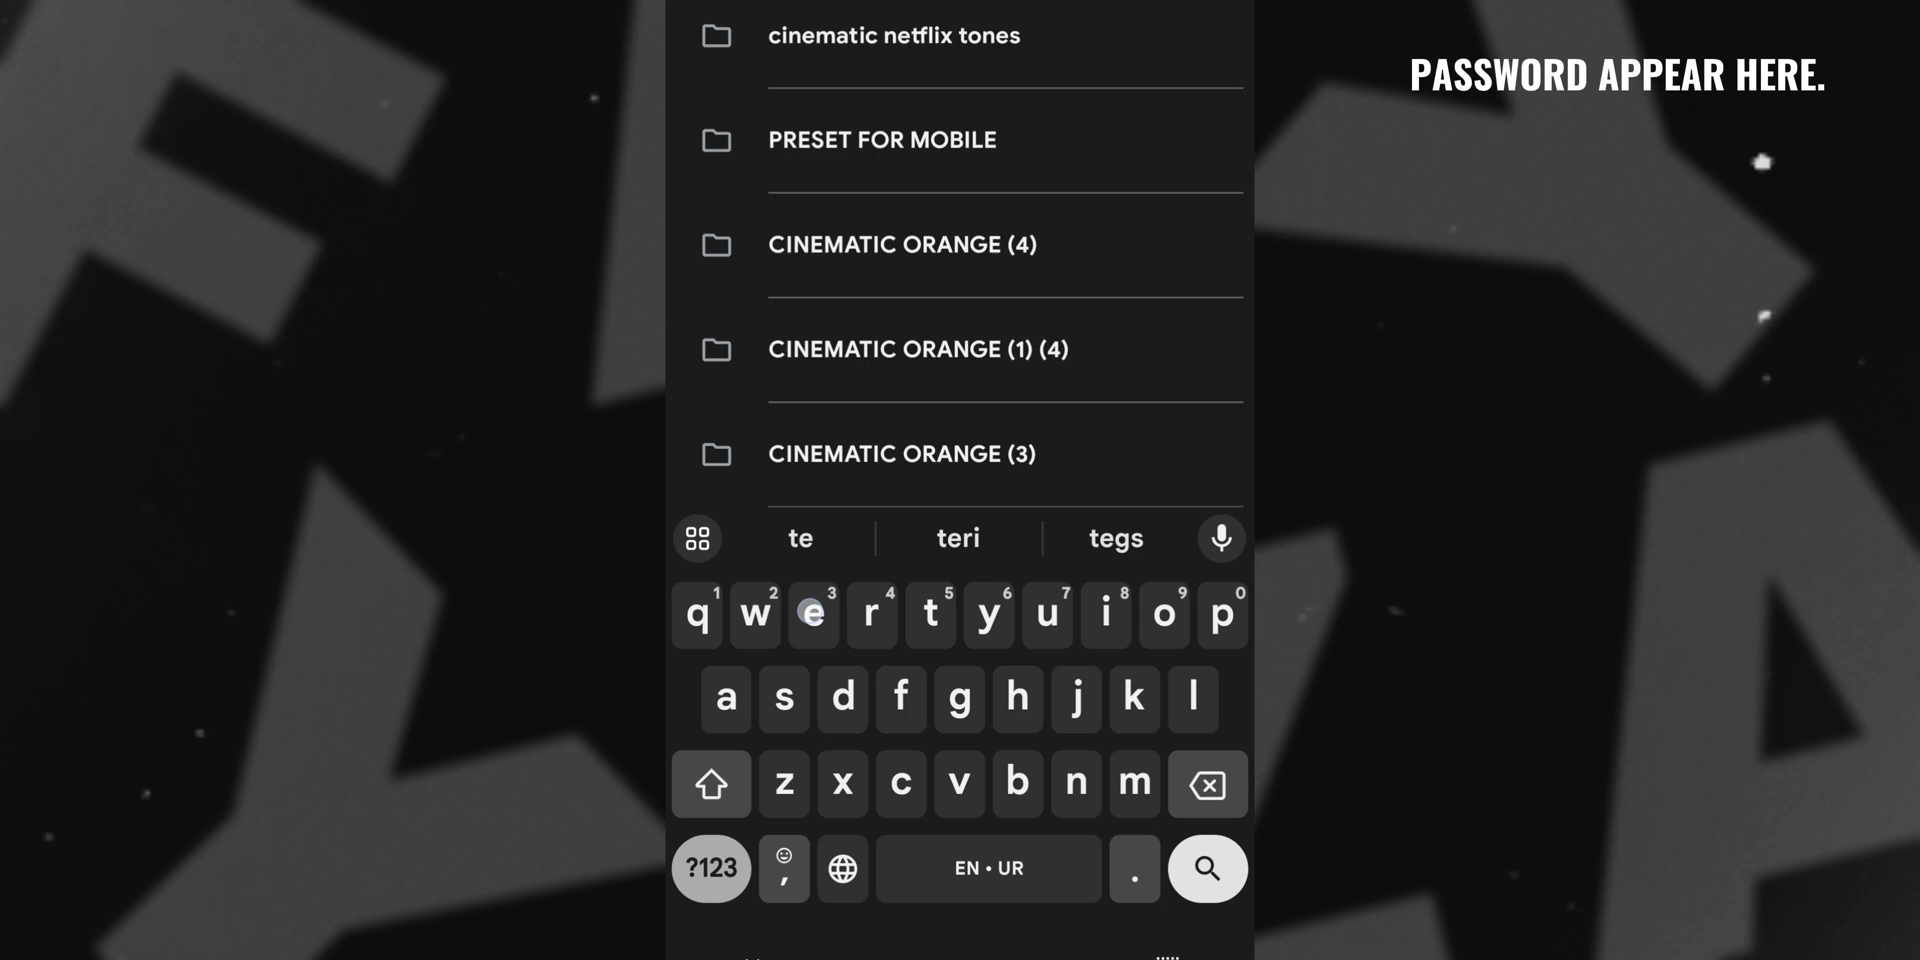 cinematic netflix tones
PASSWORD APPEAR HERE.
PRESET FOR MOBILE
CINEMATIC ORANGE (4)
CINEMATIC ORANGE (1) (4)
CINEMATIC ORANGE (3)
te teri tegs
q 1 w 2 e 3 r 4 t 5 y 6 u 7 i 8 o 9 p 0
a s d f g h j k l
z x c v b n m
?123 , EN • UR .